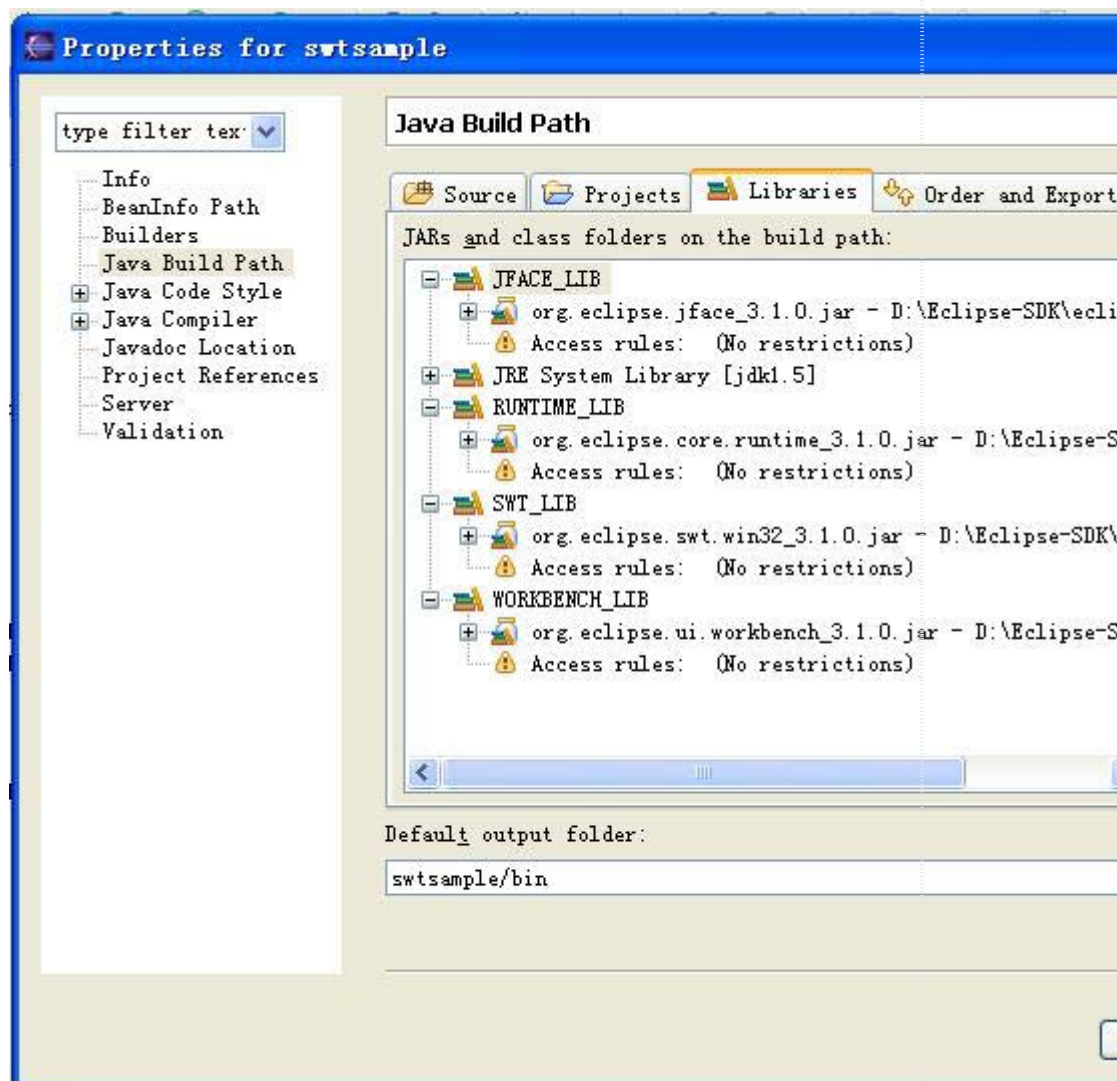 Properties for swtsample
type filter tex
Info
BeanInfo Path
Builders
Java Build Path
Java Code Style
Java Compiler
Javadoc Location
Project References
Server
Validation
Java Build Path
Source Projects Libraries Order and Export
JARs and class folders on the build path:
JFACE_LIB
org.eclipse.jface_3.1.0.jar - D:\Eclipse-SDK\ecli
Access rules: (No restrictions)
JRE System Library [jdk1.5]
RUNTIME_LIB
org.eclipse.core.runtime_3.1.0.jar - D:\Eclipse-S
Access rules: (No restrictions)
SWT_LIB
org.eclipse.swt.win32_3.1.0.jar - D:\Eclipse-SDK\
Access rules: (No restrictions)
WORKBENCH_LIB
org.eclipse.ui.workbench_3.1.0.jar - D:\Eclipse-S
Access rules: (No restrictions)
Default output folder:
swtsample/bin